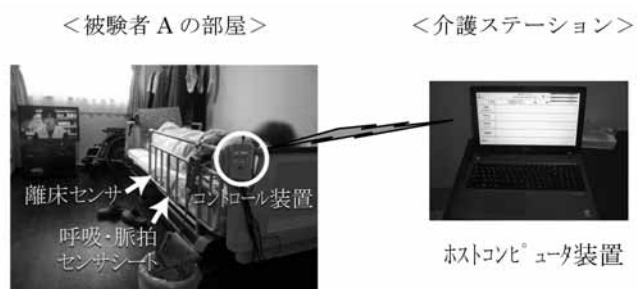 ＜被験者 A の部屋＞
＜介護ステーション＞
離床センサ
コントロール装置
呼吸・脈拍
センサシート
ホストコンピュータ装置